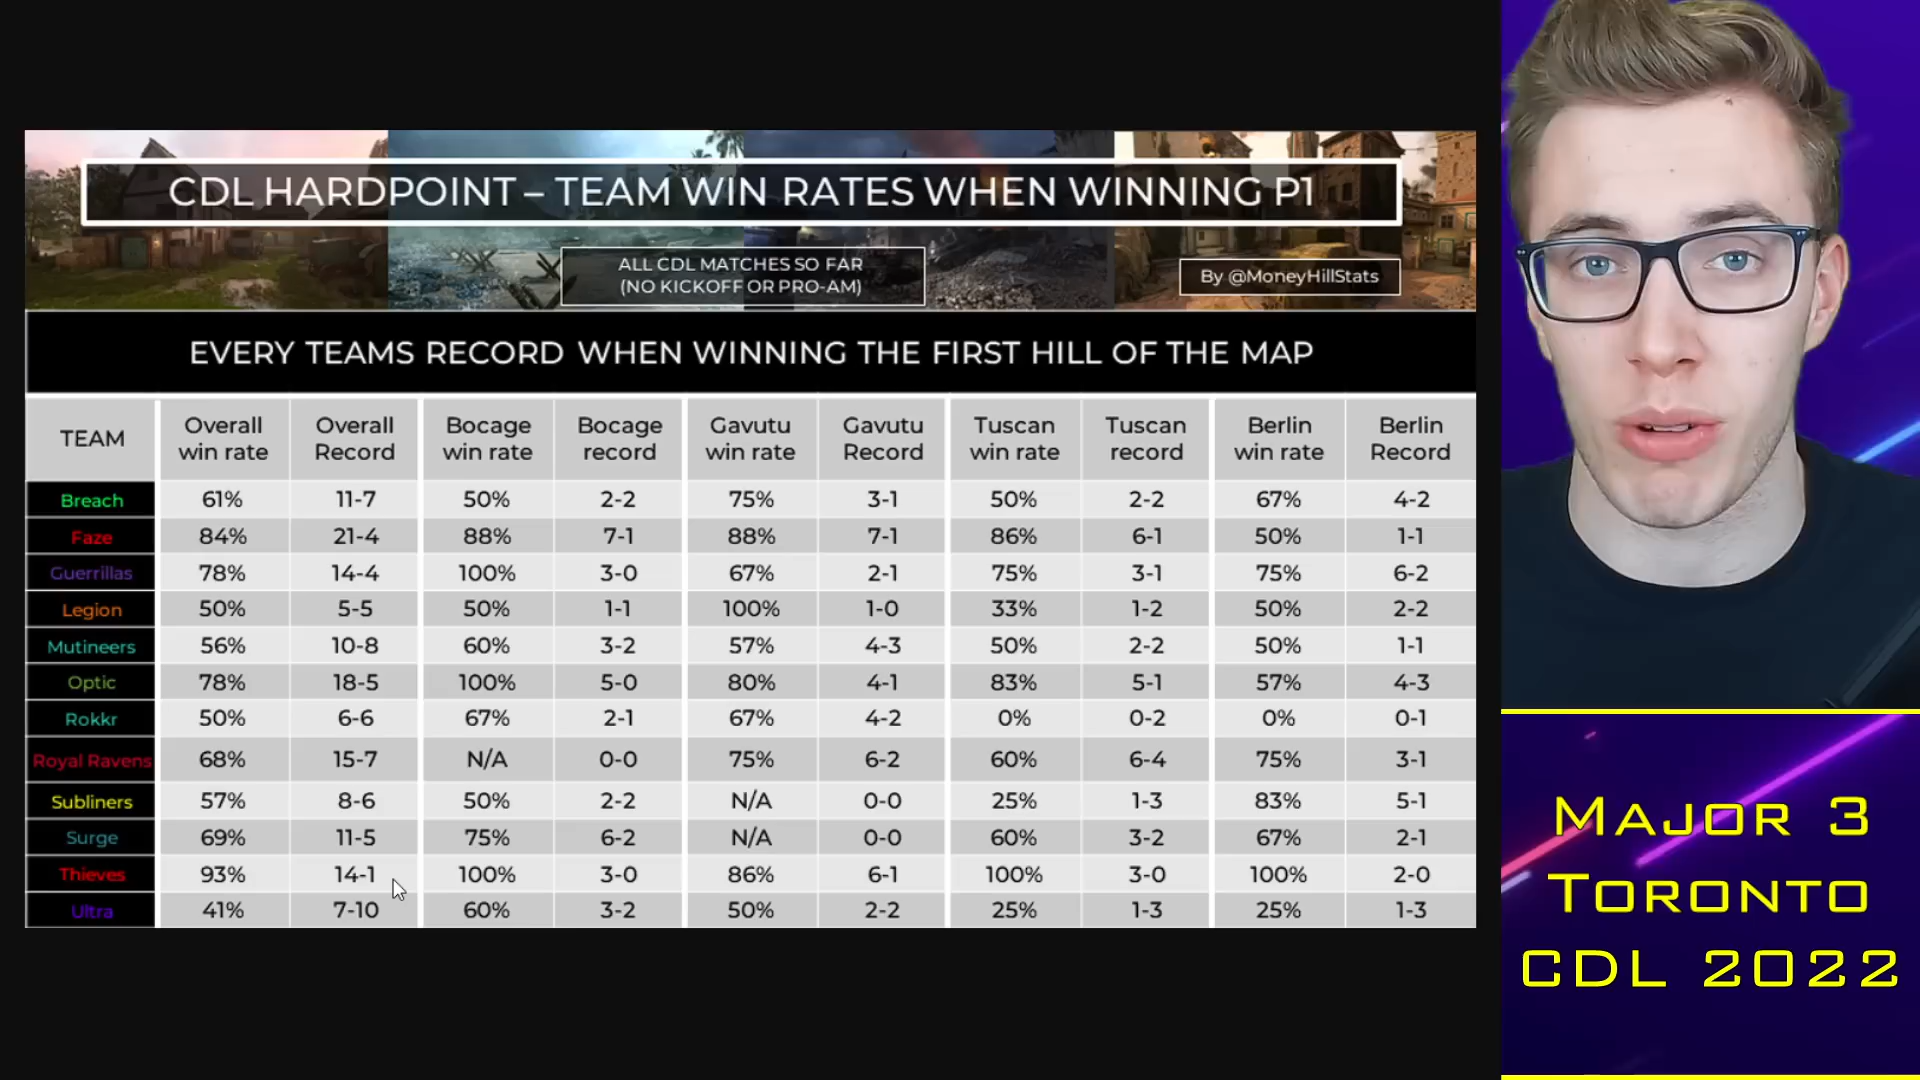 CDL HARDPOINT – TEAM WIN RATES WHEN WINNING P1
ALL CDL MATCHES SO FAR
(NO KICKOFF OR PRO-AM)
By @MoneyHillStats
EVERY TEAMS RECORD WHEN WINNING THE FIRST HILL OF THE MAP
TEAM Overall win rate Overall Record Bocage win rate Bocage record Gavutu win rate Gavutu Record Tuscan win rate Tuscan record Berlin win rate Berlin Record
Breach 61% 11-7 50% 2-2 75% 3-1 50% 2-2 67% 4-2
Faze 84% 21-4 88% 7-1 88% 7-1 86% 6-1 50% 1-1
Guerrillas 78% 14-4 100% 3-0 67% 2-1 75% 3-1 75% 6-2
Legion 50% 5-5 50% 1-1 100% 1-0 33% 1-2 50% 2-2
Mutineers 56% 10-8 60% 3-2 57% 4-3 50% 2-2 50% 1-1
Optic 78% 18-5 100% 5-0 80% 4-1 83% 5-1 57% 4-3
Rokkr 50% 6-6 67% 2-1 67% 4-2 0% 0-2 0% 0-1
Royal Ravens 68% 15-7 N/A 0-0 75% 6-2 60% 6-4 75% 3-1
Subliners 57% 8-6 50% 2-2 N/A 0-0 25% 1-3 83% 5-1
Surge 69% 11-5 75% 6-2 N/A 0-0 60% 3-2 67% 2-1
Thieves 93% 14-1 100% 3-0 86% 6-1 100% 3-0 100% 2-0
Ultra 41% 7-10 60% 3-2 50% 2-2 25% 1-3 25% 1-3
MAJOR 3
TORONTO
CDL 2022